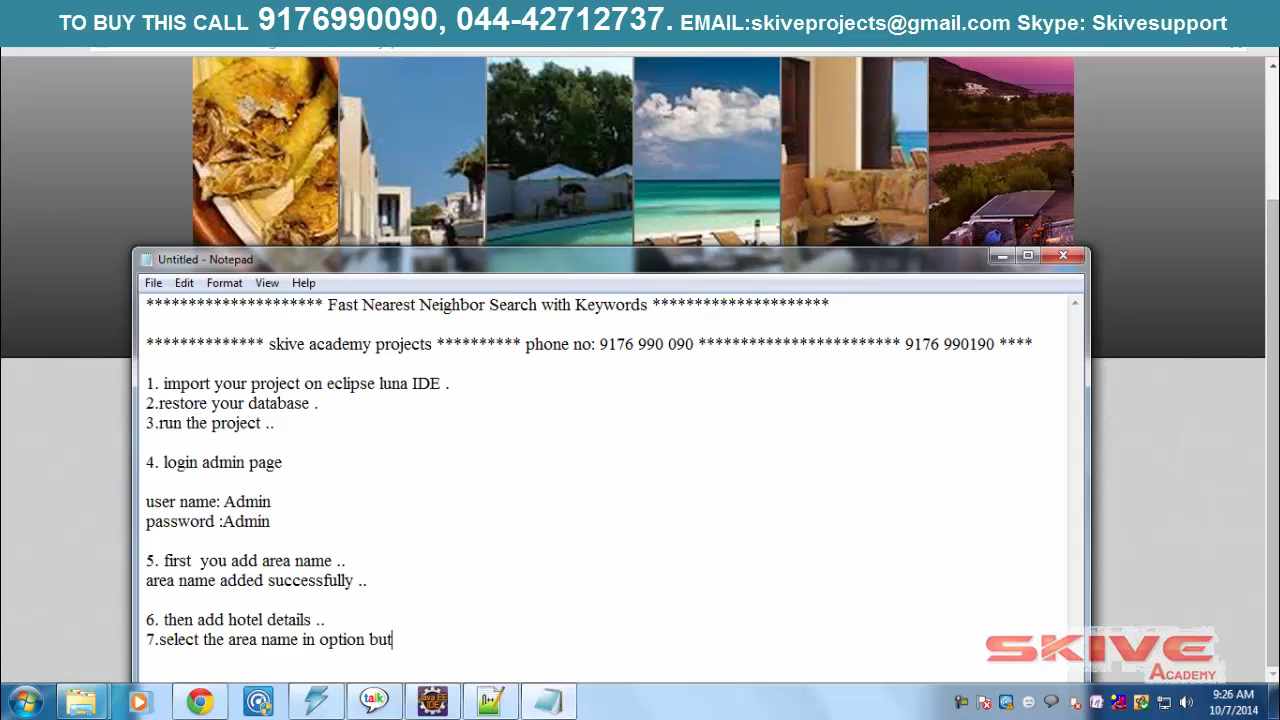 TO BUY THIS CALL 9176990090, 044-42712737. EMAIL:skiveprojects@gmail.com Skype: Skivesupport
Untitled - Notepad
File Edit Format View Help
********************* Fast Nearest Neighbor Search with Keywords *********************
************** skive academy projects ********** phone no: 9176 990 090 ************************ 9176 990190 ****
1. import your project on eclipse luna IDE .
2.restore your database .
3.run the project ..
4. login admin page
user name: Admin
password :Admin
5. first  you add area name ..
area name added successfully ..
6. then add hotel details ..
7.select the area name in option but
SKIVE
ACADEMY
talk
Java EE
IDE
9:26 AM
10/7/2014